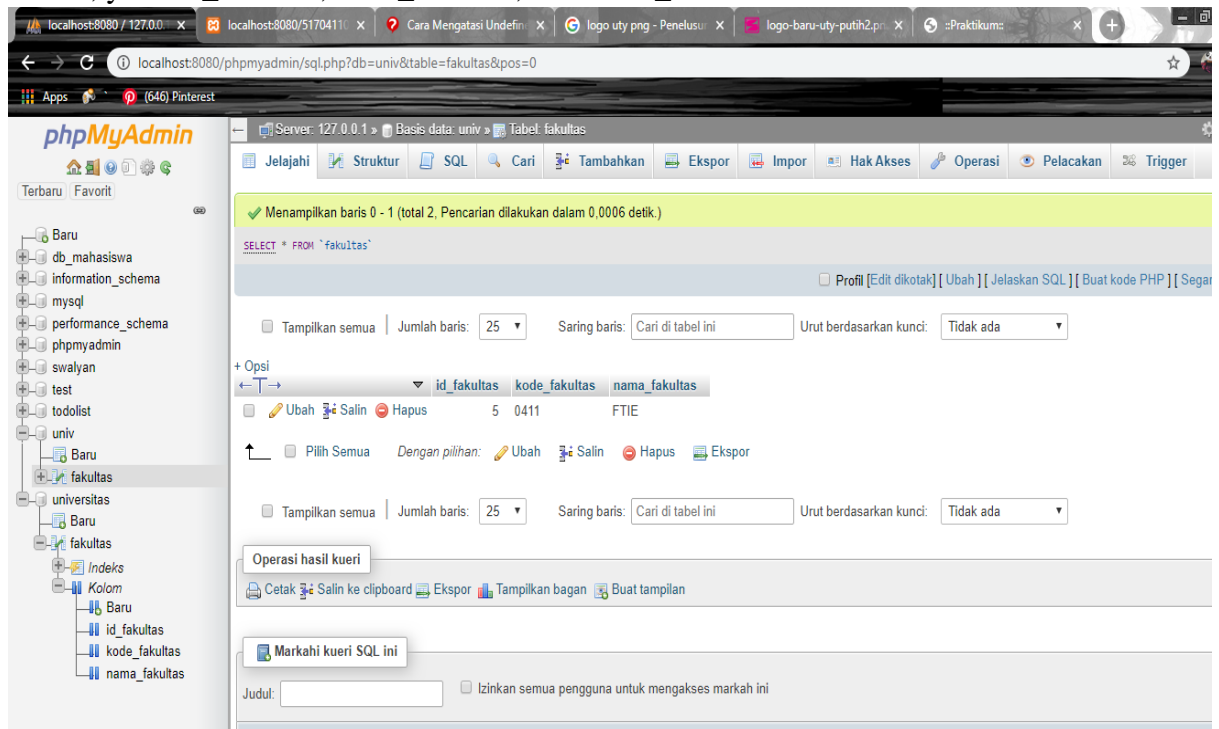 localhost:8080 / 127.0.0.
localhost:8080/5170411
Cara Mengatasi Undefin
logo uty png - Penelusur
logo-baru-uty-putih2.pn
::Praktikum::
localhost:8080/phpmyadmin/sql.php?db=univ&table=fakultas&pos=0
Apps
(646) Pinterest
phpMyAdmin
Terbaru Favorit
Baru
db_mahasiswa
information_schema
mysql
performance_schema
phpmyadmin
swalyan
test
todolist
univ
Baru
fakultas
universitas
Baru
fakultas
Indeks
Kolom
Baru
id_fakultas
kode_fakultas
nama_fakultas
Server: 127.0.0.1 » Basis data: univ » Tabel: fakultas
Jelajahi Struktur SQL Cari Tambahkan Ekspor Impor Hak Akses Operasi Pelacakan Trigger
Menampilkan baris 0 - 1 (total 2, Pencarian dilakukan dalam 0,0006 detik.)
SELECT * FROM `fakultas`
Profil [Edit dikotak] [ Ubah ] [ Jelaskan SQL ] [ Buat kode PHP ] [ Segar
Tampilkan semua Jumlah baris: 25 Saring baris: Cari di tabel ini Urut berdasarkan kunci: Tidak ada
+ Opsi
←T→ id_fakultas kode_fakultas nama_fakultas
Ubah Salin Hapus 5 0411 FTIE
Pilih Semua Dengan pilihan: Ubah Salin Hapus Ekspor
Tampilkan semua Jumlah baris: 25 Saring baris: Cari di tabel ini Urut berdasarkan kunci: Tidak ada
Operasi hasil kueri
Cetak Salin ke clipboard Ekspor Tampilkan bagan Buat tampilan
Markahi kueri SQL ini
Judul: Izinkan semua pengguna untuk mengakses markah ini